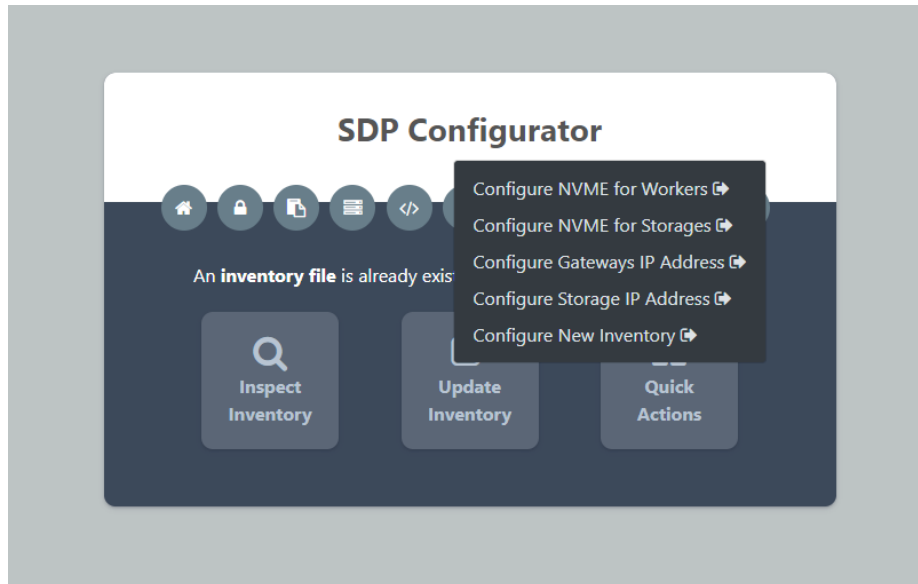 SDP Configurator
Configure NVME for Workers
Configure NVME for Storages
Configure Gateways IP Address
Configure Storage IP Address
Configure New Inventory
An inventory file is already
Inspect
Inventory
Update
Inventory
Quick
Actions